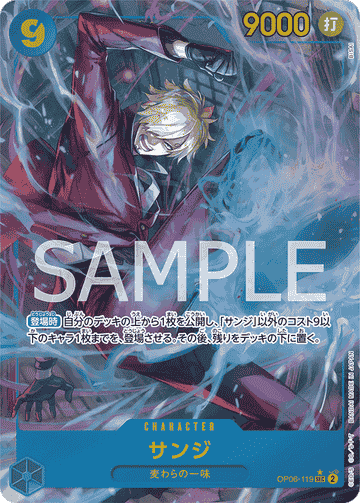 9
9000 打
SAMPLE
登場時 自分のデッキの上から1枚を公開し、「サンジ」以外のコスト9以
下のキャラ1枚までを、登場させる。その後、残りをデッキの下に置く。
CHARACTER
サンジ
麦わらの一味
OP06-119 SEC 2